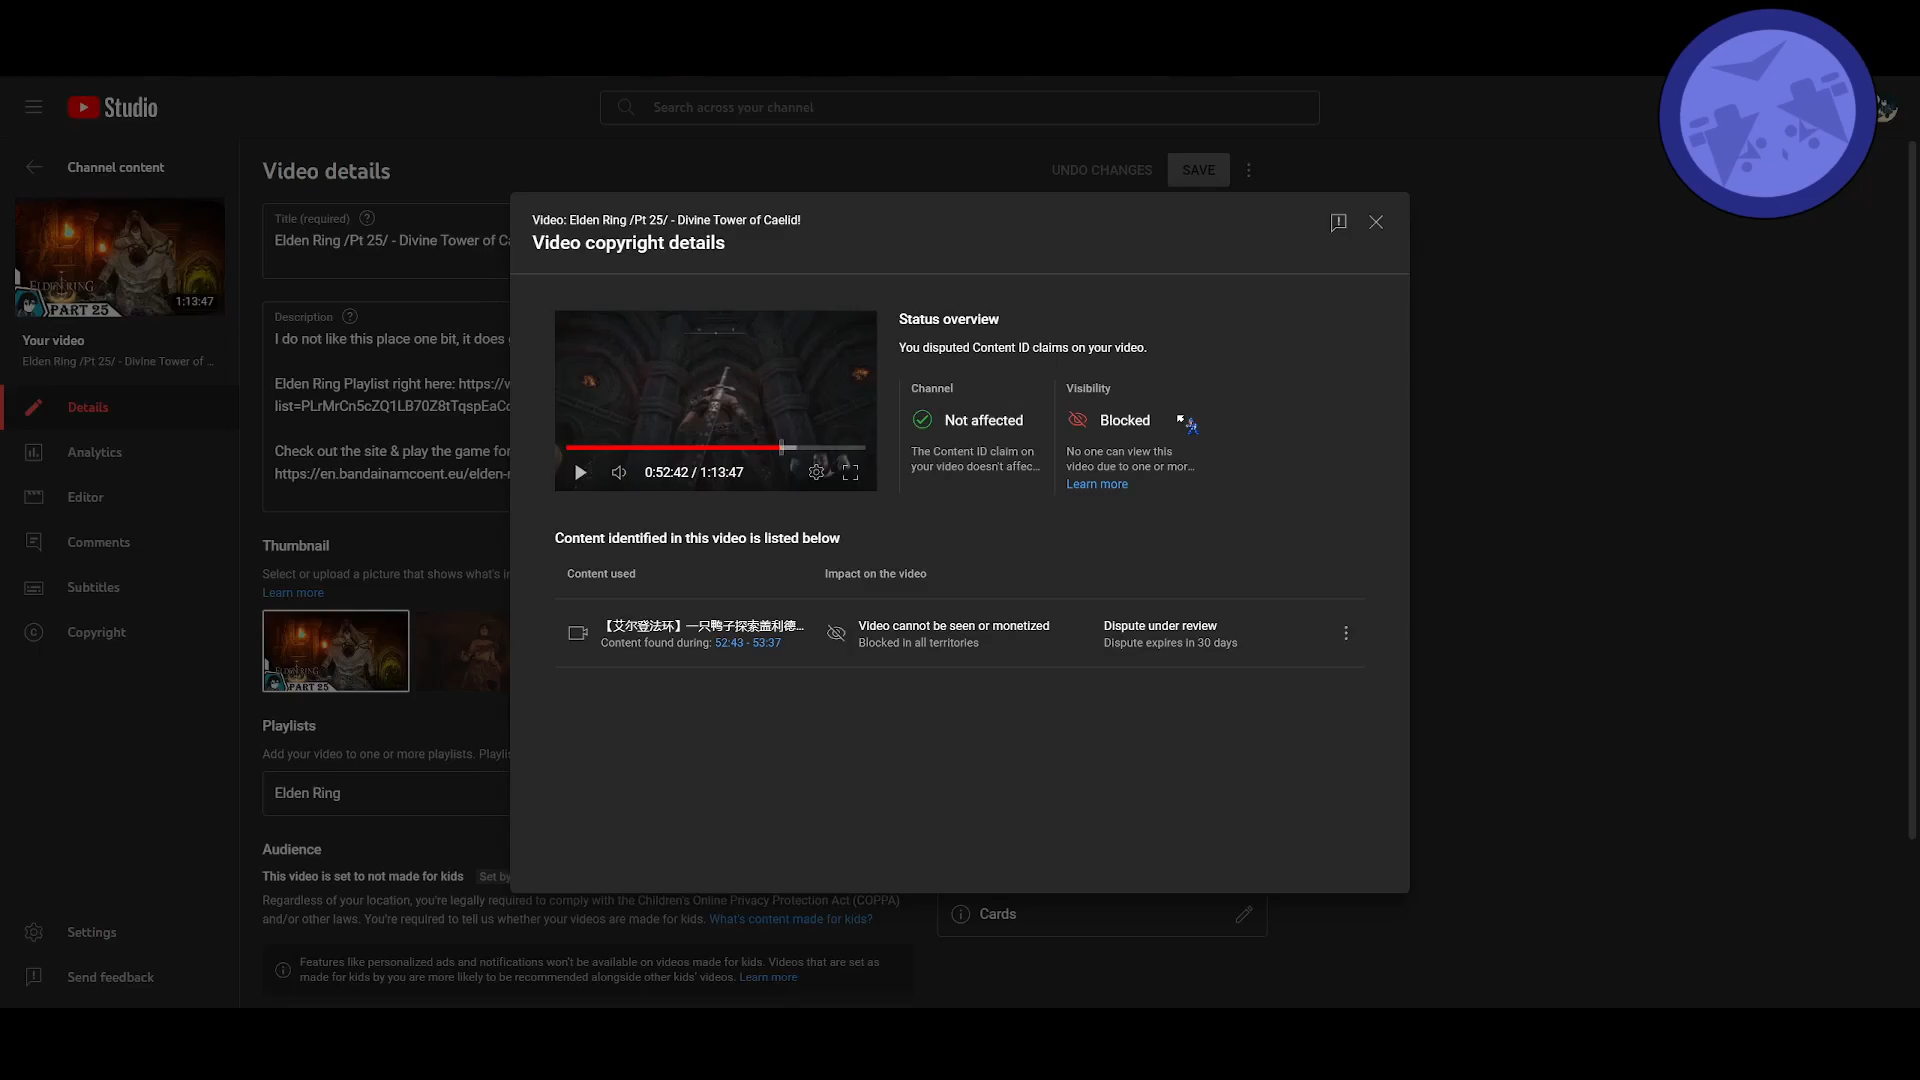 Studio
Search across your channel
Channel content
Video details
UNDO CHANGES
SAVE
Title (required)
Elden Ring /Pt 25/ - Divine Tower of Ca
ELDEN RING
PART 25
1:13:47
Your video
Elden Ring /Pt 25/ - Divine Tower of ...
Description
I do not like this place one bit, it does
Elden Ring Playlist right here: https://v
list=PLrMrCn5cZQ1LB70Z8tTqspEaCo
Check out the site & play the game for
https://en.bandainamcoent.eu/elden-r
Details
Analytics
Editor
Comments
Subtitles
Copyright
Settings
Send feedback
Thumbnail
Select or upload a picture that shows what's in
Learn more
ELDEN RING
PART 25
Playlists
Add your video to one or more playlists. Playli
Elden Ring
Audience
This video is set to not made for kids
Set by
Regardless of your location, you're legally required to comply with the Children's Online Privacy Protection Act (COPPA)
and/or other laws. You're required to tell us whether your videos are made for kids. What's content made for kids?
Features like personalized ads and notifications won't be available on videos made for kids. Videos that are set as
made for kids by you are more likely to be recommended alongside other kids' videos. Learn more
Cards
Video: Elden Ring /Pt 25/ - Divine Tower of Caelid!
Video copyright details
0:52:42 / 1:13:47
Status overview
You disputed Content ID claims on your video.
Channel
Not affected
The Content ID claim on
your video doesn't affec...
Visibility
Blocked
No one can view this
video due to one or mor...
Learn more
Content identified in this video is listed below
Content used
Impact on the video
【艾尔登法环】一只鸭子探索盖利德...
Content found during: 52:43 - 53:37
Video cannot be seen or monetized
Blocked in all territories
Dispute under review
Dispute expires in 30 days